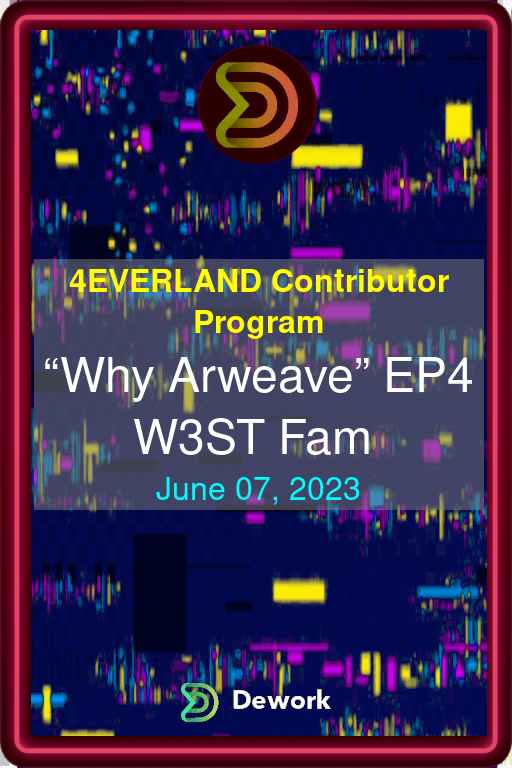 4EVERLAND Contributor
Program
“Why Arweave” EP4
W3ST Fam
June 07, 2023
Dework